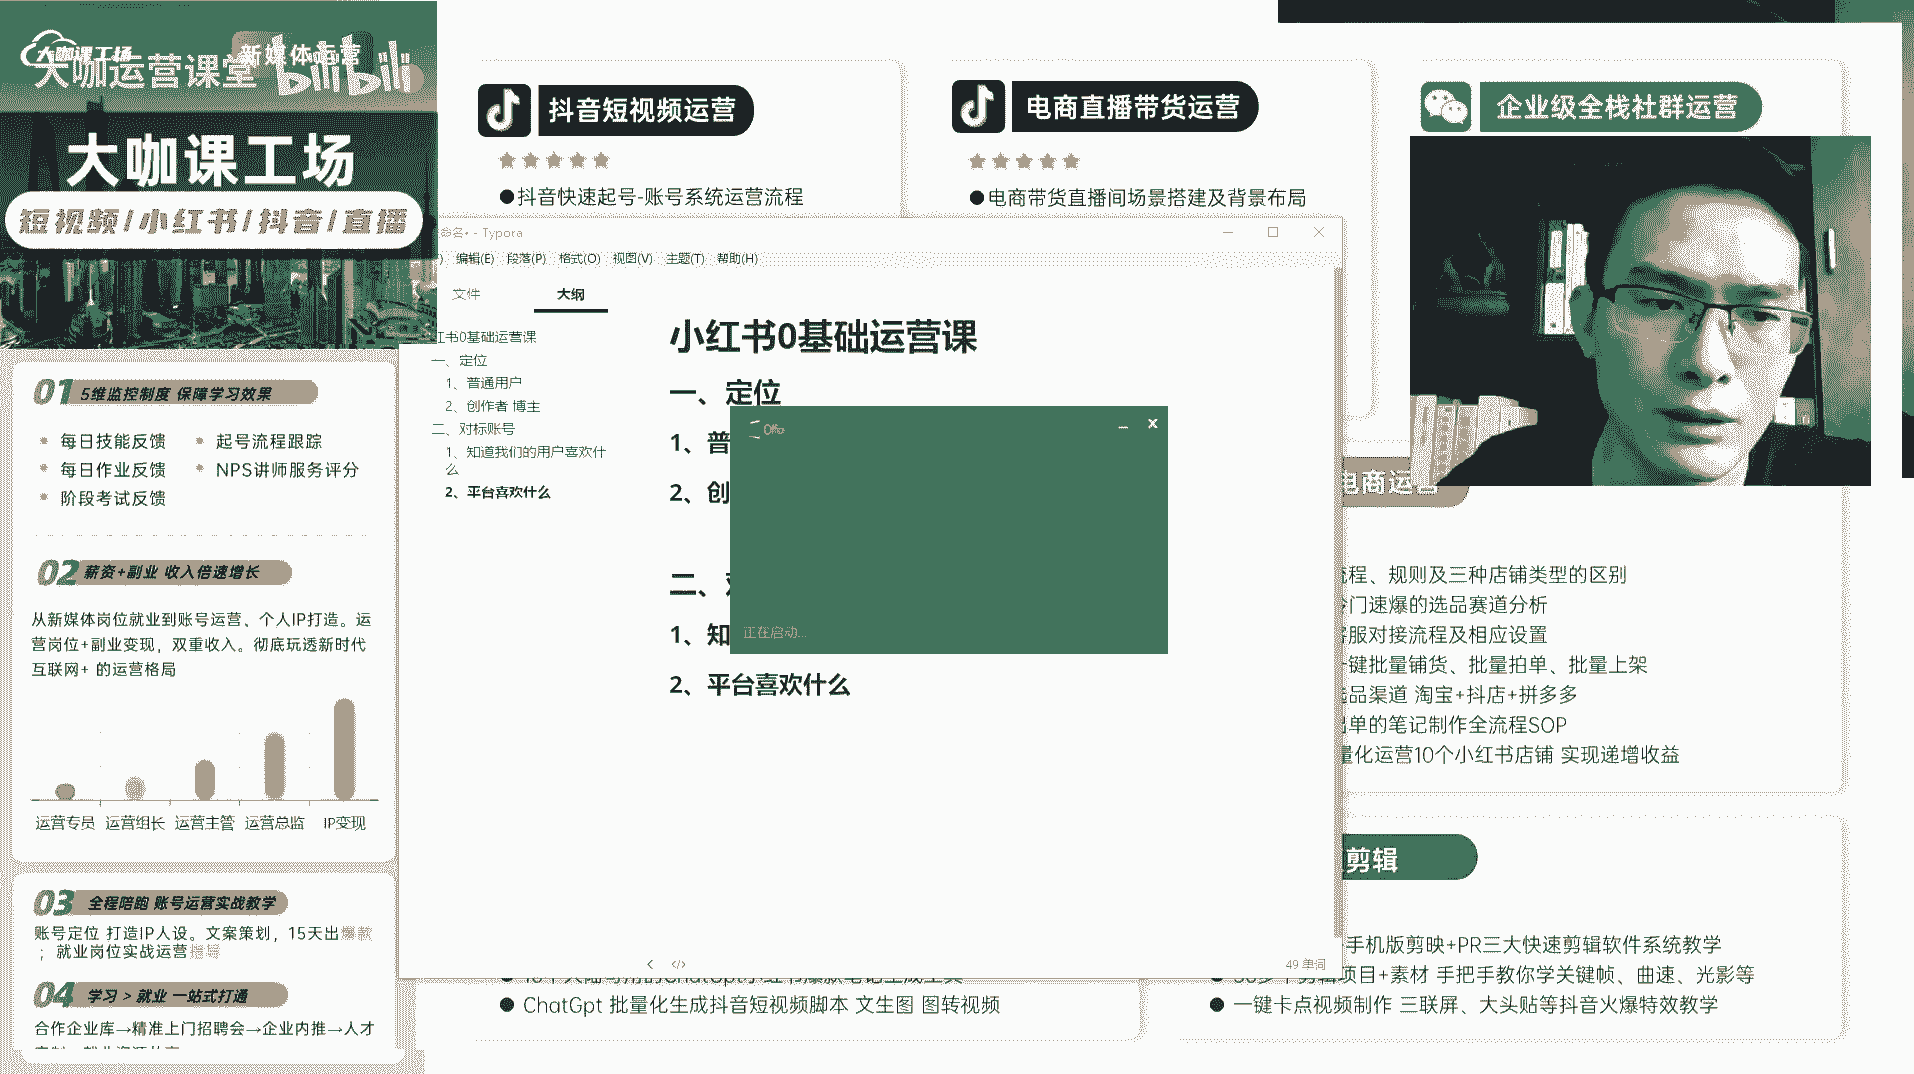 大咖课工场
大咖运营课堂
新媒体运营
bilibili
大咖课工场
短视频/小红书/抖音/直播
01 5维监控制度 保障学习效果
每日技能反馈
起号流程跟踪
每日作业反馈
NPS讲师服务评分
阶段考试反馈
02 薪资+副业 收入倍速增长
从新媒体岗位就业到账号运营、个人IP打造。运
营岗位+副业变现，双重收入。彻底玩透新时代
互联网+ 的运营格局
运营专员 运营组长 运营主管 运营总监 IP变现
03 全程陪跑 账号运营实战教学
账号定位 打造IP人设。文案策划，15天出爆款
；就业岗位实战运营指导
04 学习 > 就业 一站式打通
合作企业库→精准上门招聘会→企业内推→人才
抖音短视频运营
●抖音快速起号-账号系统运营流程
电商直播带货运营
●电商带货直播间场景搭建及背景布局
企业级全栈社群运营
命名• - Typora
编辑(E) 段落(P) 格式(O) 视图(V) 主题(T) 帮助(H)
文件
大纲
红书0基础运营课
一、定位
1、普通用户
2、创作者 博主
二、对标账号
1、知道我们的用户喜欢什
么
2、平台喜欢什么
小红书0基础运营课
一、定位
1、普
2、创
二、
1、知
2、平台喜欢什么
正在启动...
49 单词
电商运营
流程、规则及三种店铺类型的区别
门速爆的选品赛道分析
客服对接流程及相应设置
一键批量铺货、批量拍单、批量上架
选品渠道 淘宝+抖店+拼多多
出单的笔记制作全流程SOP
量化运营10个小红书店铺 实现递增收益
剪辑
手机版剪映+PR三大快速剪辑软件系统教学
项目+素材 手把手教你学关键帧、曲速、光影等
● 一键卡点视频制作 三联屏、大头贴等抖音火爆特效教学
● ChatGpt 批量化生成抖音短视频脚本 文生图 图转视频